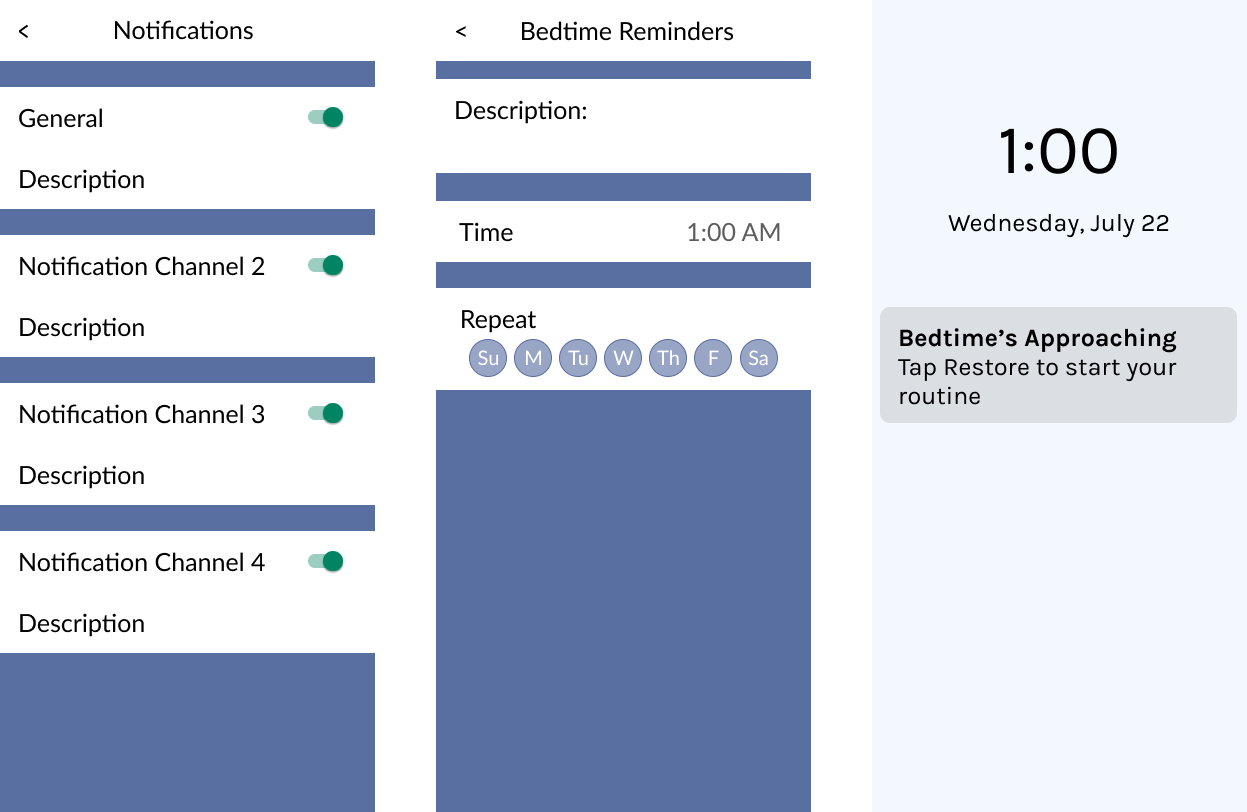 < Notifications
General
Description
Notification Channel 2
Description
Notification Channel 3
Description
Notification Channel 4
Description
< Bedtime Reminders
Description:
Time 1:00 AM
Repeat
Su M Tu W Th F Sa
1:00
Wednesday, July 22
Bedtime’s Approaching
Tap Restore to start your
routine